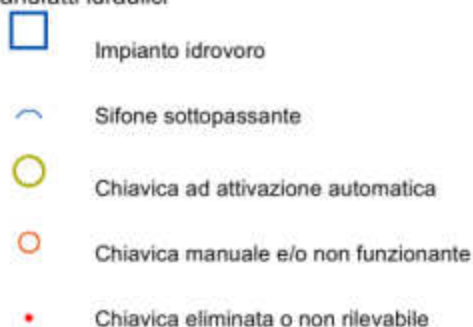 Impianto idrovoro
Sifone sottopassante
Chiavica ad attivazione automatica
Chiavica manuale e/o non funzionante
Chiavica eliminata o non rilevabile